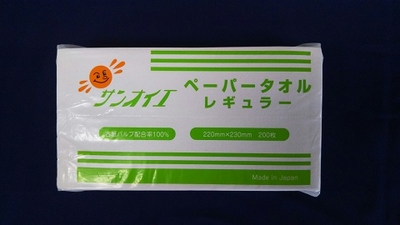 サンオイエ
ペーパータオル
レギュラー
古紙パルプ配合率100%
220mm×230mm 200枚
Made in Japan